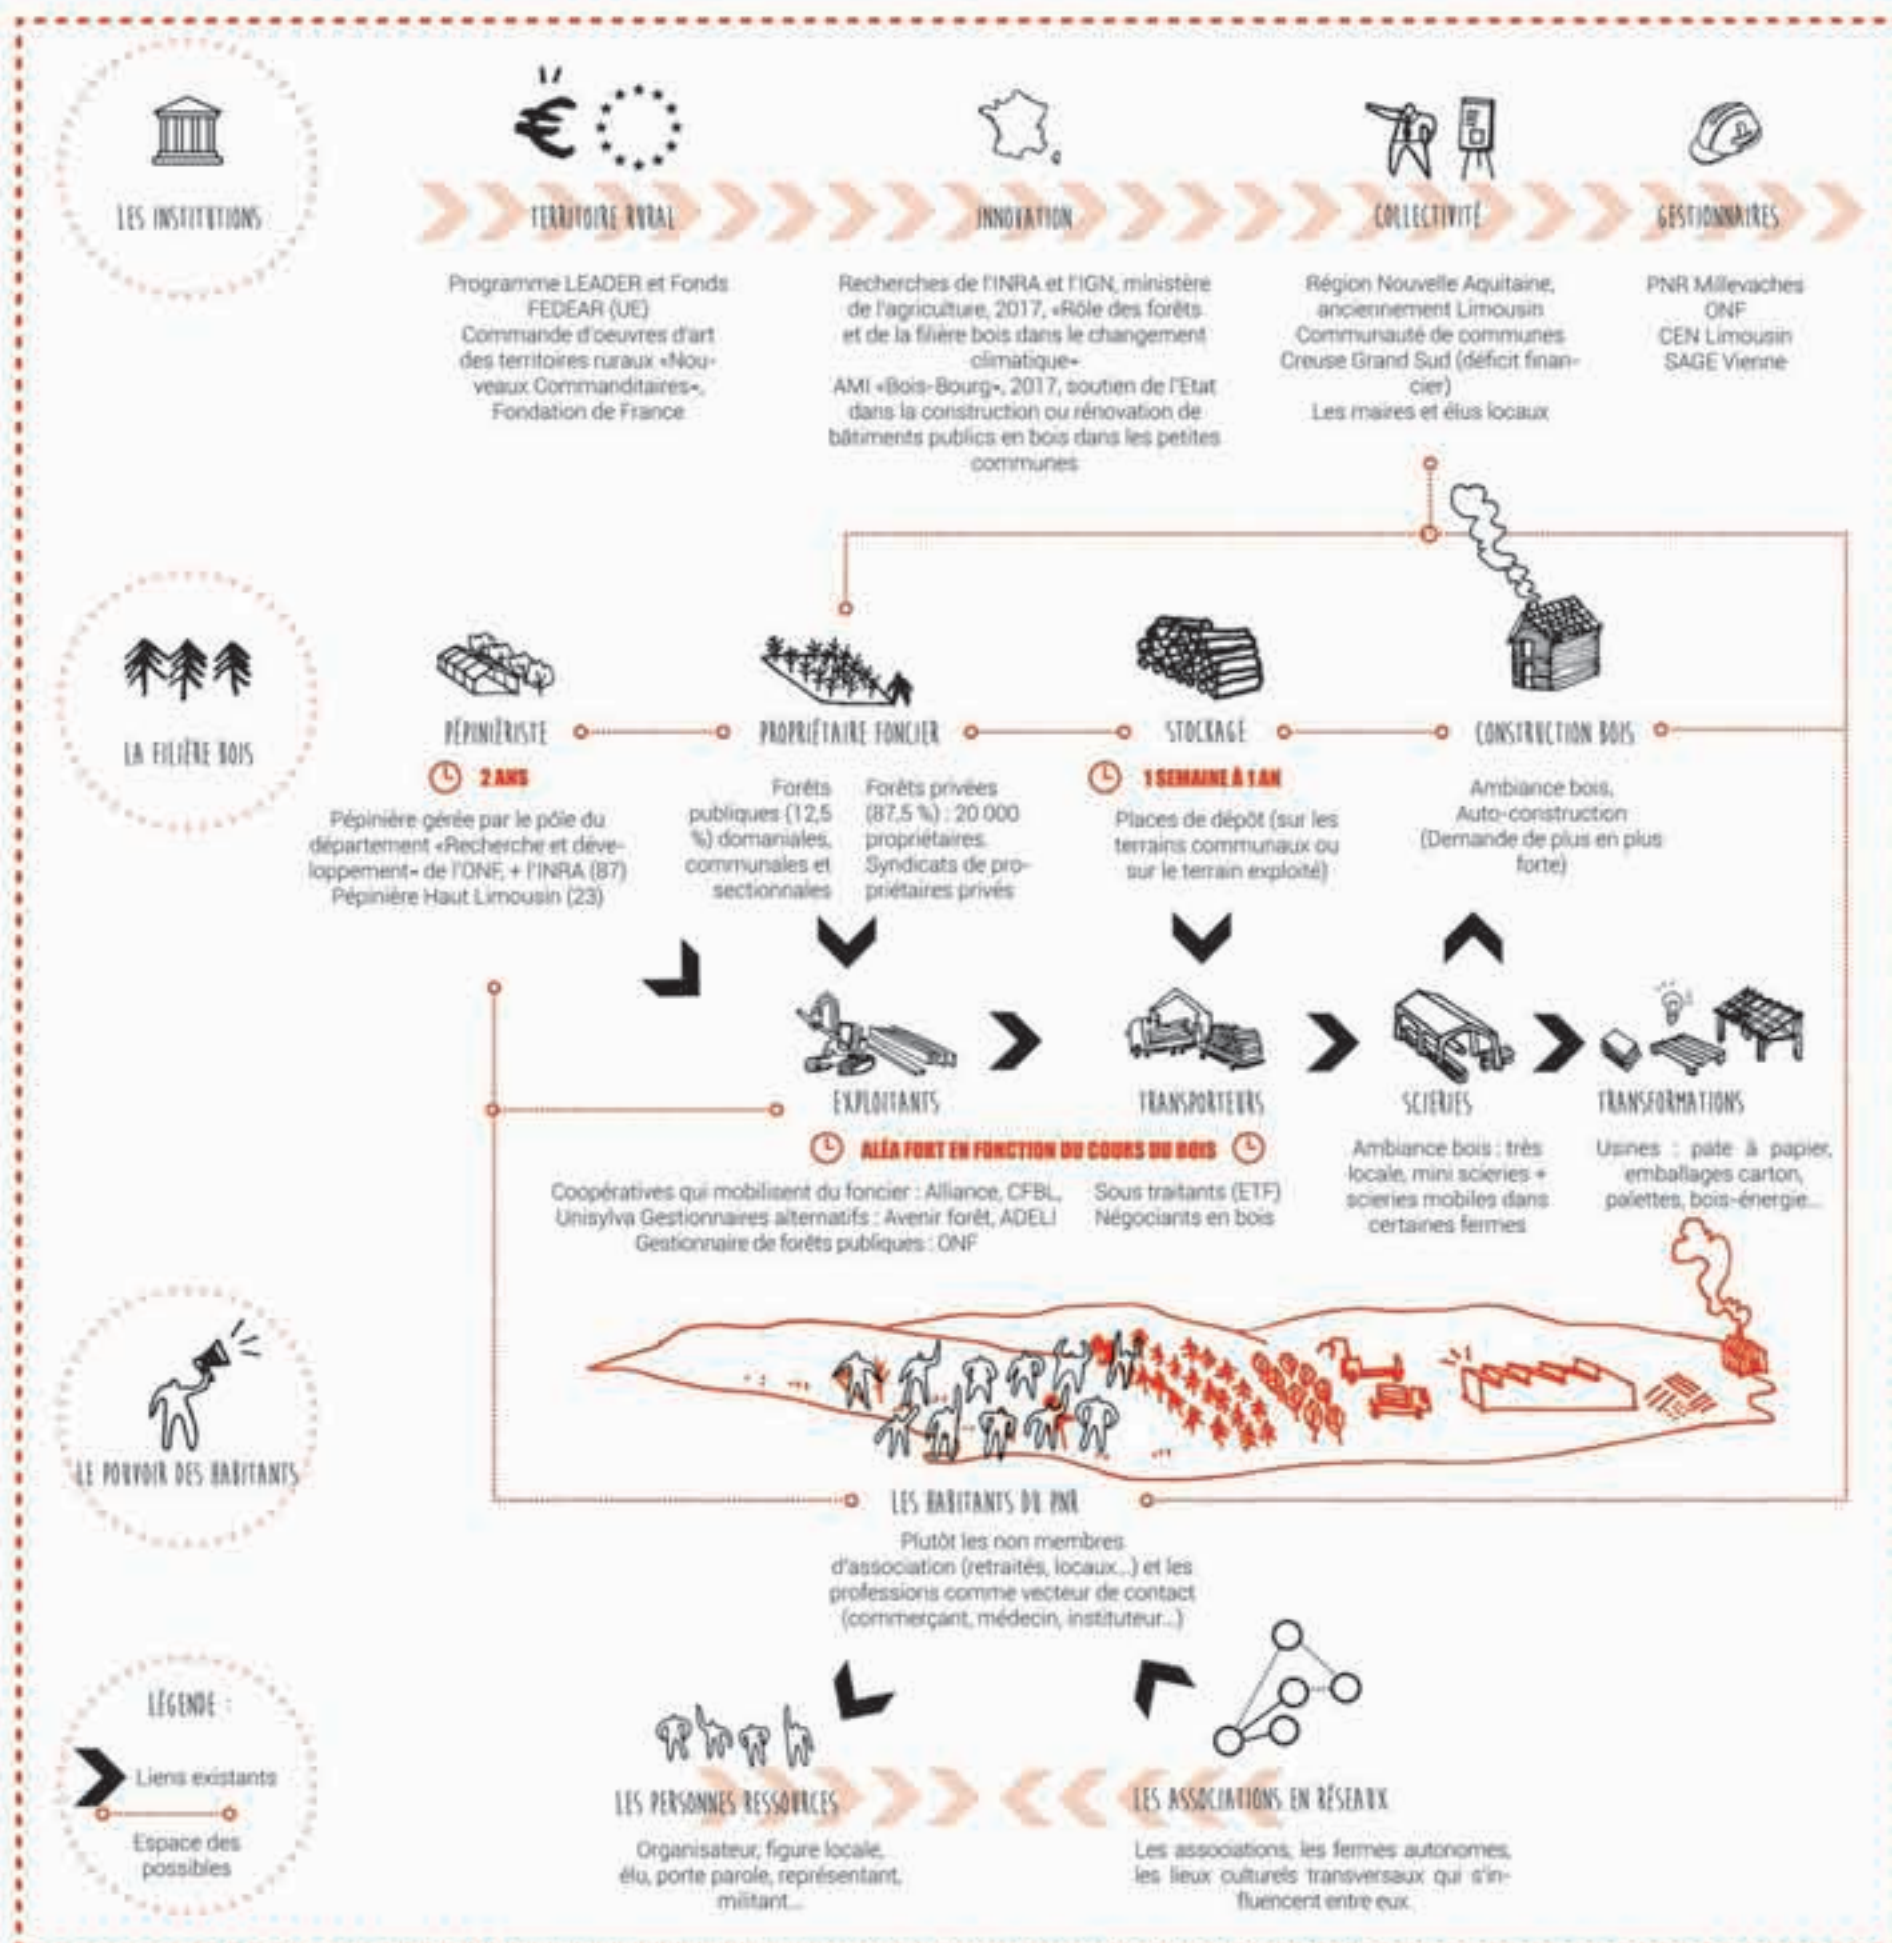 LES INSTITUTIONS
TERRITOIRE RURAL
Programme LEADER et Fonds
FEDEAR (UE)
Commande d'oeuvres d'art
des territoires ruraux «Nou-
veaux Commanditaires»,
Fondation de France
INNOVATION
Recherches de l'INRA et l'IGN, ministère
de l'agriculture, 2017, «Rôle des forêts
et de la filière bois dans le changement
climatique»
AMI «Bois-Bourg», 2017, soutien de l'Etat
dans la construction ou rénovation de
bâtiments publics en bois dans les petites
communes
COLLECTIVITÉ
Région Nouvelle Aquitaine,
anciennement Limousin
Communauté de communes
Creuse Grand Sud (déficit finan-
cier)
Les maires et élus locaux
GESTIONNAIRES
PNR Millevaches
ONF
CEN Limousin
SAGE Vienne
LA FILIÈRE BOIS
PÉPINIÈRISTE
2 ANS
Pépinière gérée par le pôle du
département «Recherche et déve-
loppement» de l'ONF, + l'INRA (87)
Pépinière Haut Limousin (23)
PROPRIÉTAIRE FONCIER
Forêts
publiques (12,5
%) domaniales,
communales et
sectionnales
Forêts privées
(87,5 %) : 20 000
propriétaires.
Syndicats de pro-
priétaires privés
STOCKAGE
1 SEMAINE À 1 AN
Places de dépôt (sur les
terrains communaux ou
sur le terrain exploité)
CONSTRUCTION BOIS
Ambiance bois,
Auto-construction
(Demande de plus en plus
forte)
EXPLOITANTS
TRANSPORTEURS
SCIERIES
TRANSFORMATIONS
ALÉA FORT EN FONCTION DU COURS DU BOIS
Coopératives qui mobilisent du foncier : Alliance, CFBL,
Unisylva Gestionnaires alternatifs : Avenir forêt, ADELI
Gestionnaire de forêts publiques : ONF
Sous traitants (ETF)
Négociants en bois
Ambiance bois : très
locale, mini scieries +
scieries mobiles dans
certaines fermes
Usines : pate à papier,
emballages carton,
palettes, bois-énergie...
LE POUVOIR DES HABITANTS
LES HABITANTS DU PNR
Plutôt les non membres
d'association (retraités, locaux...) et les
professions comme vecteur de contact
(commerçant, médecin, instituteur...)
LÉGENDE :
Liens existants
Espace des
possibles
LES PERSONNES RESSOURCES
Organisateur, figure locale,
élu, porte parole, représentant,
militant...
LES ASSOCIATIONS EN RÉSEAUX
Les associations, les fermes autonomes,
les lieux culturels transversaux qui s'in-
fluencent entre eux.